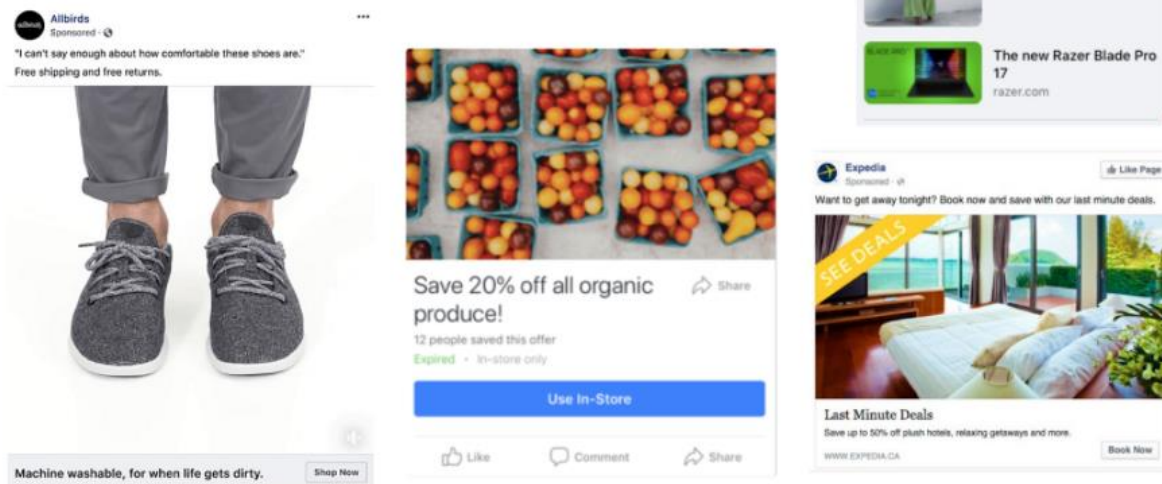 Allbirds
Sponsored
"I can't say enough about how comfortable these shoes are."
Free shipping and free returns.
Machine washable, for when life gets dirty.
Shop Now
Save 20% off all organic
produce!
Share
12 people saved this offer
Expired • In-store only
Use In-Store
Like
Comment
Share
BLADE PRO
The new Razer Blade Pro
17
razer.com
Expedia
Sponsored
Like Page
Want to get away tonight? Book now and save with our last minute deals.
SEE DEALS
Last Minute Deals
Save up to 50% off plush hotels, relaxing getaways and more.
WWW.EXPEDIA.CA
Book Now